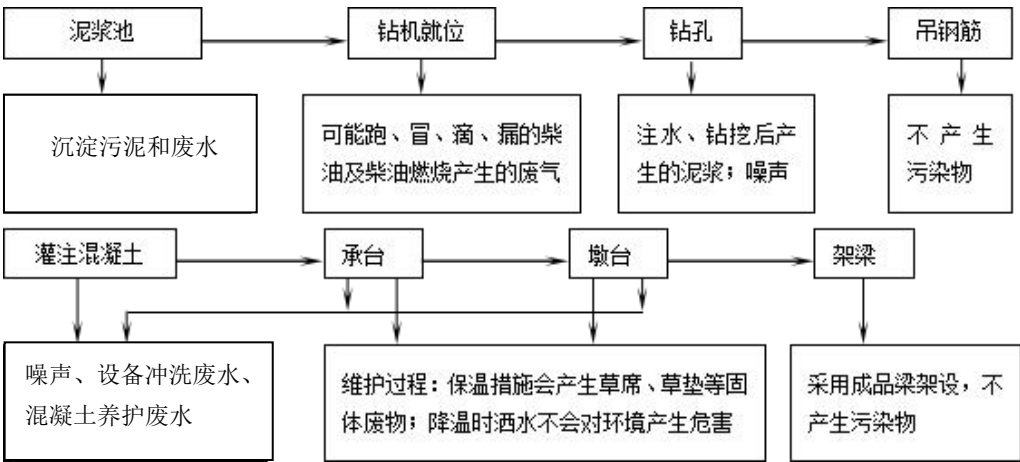 泥浆池
钻机就位
钻孔
吊钢筋
沉淀污泥和废水
可能跑、冒、滴、漏的柴
油及柴油燃烧产生的废气
注水、钻挖后产
生的泥浆；噪声
不产生
污染物
灌注混凝土
承台
墩台
架梁
噪声、设备冲洗废水、
混凝土养护废水
维护过程：保温措施会产生草席、草垫等固
体废物；降温时洒水不会对环境产生危害
采用成品梁架设，不
产生污染物